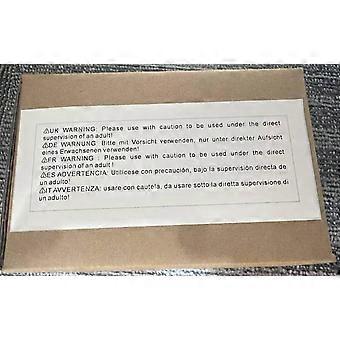 ⚠UK WARNING: Please use with caution to be used under the direct
supervision of an adult!
⚠DE WARNUNG: Bitte mit Vorsicht verwenden, nur unter direkter Aufsicht
eines Erwachsenen verwenden!
⚠FR WARNING: Please use with caution to be used under the direct
supervision of an adult!
⚠ES ADVERTENCIA: Utilicese con precaución, bajo la supervisión directa de
un adulto!
⚠IT AVVERTENZA: usare con cautela, da usare sotto la diretta supervisione di
un adulto!